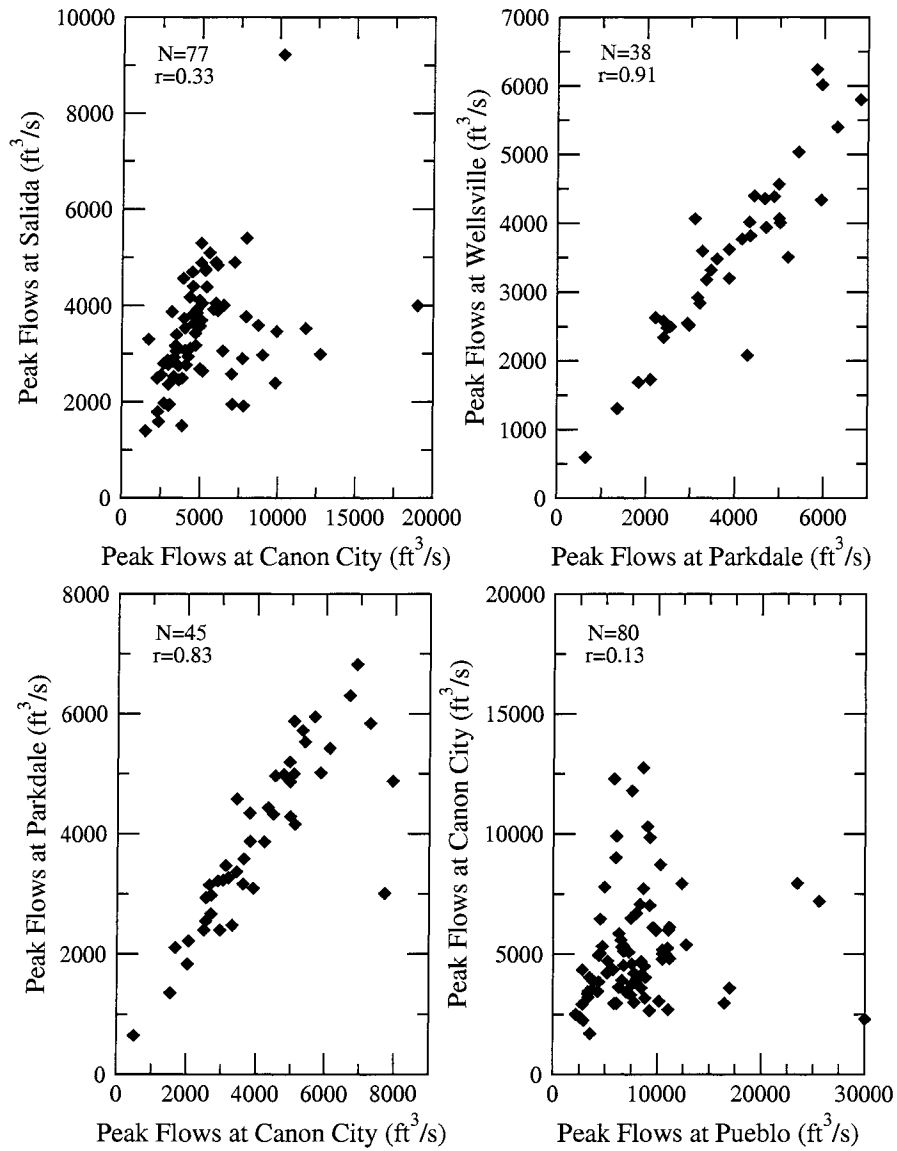 10000
8000
6000
4000
2000
0
N=77
r=0.33
Peak Flows at Salida (ft³/s)
0 5000 10000 15000 20000
Peak Flows at Canon City (ft³/s)
7000
6000
5000
4000
3000
2000
1000
0
N=38
r=0.91
Peak Flows at Wellsville (ft³/s)
0 2000 4000 6000
Peak Flows at Parkdale (ft³/s)
8000
6000
4000
2000
0
N=45
r=0.83
Peak Flows at Parkdale (ft³/s)
0 2000 4000 6000 8000
Peak Flows at Canon City (ft³/s)
20000
15000
10000
5000
0
N=80
r=0.13
Peak Flows at Canon City (ft³/s)
0 10000 20000 30000
Peak Flows at Pueblo (ft³/s)